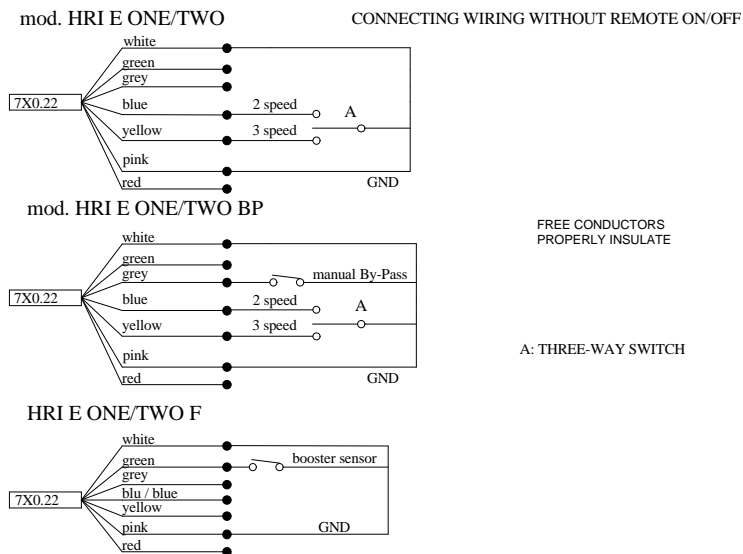 mod. HRI E ONE/TWO
CONNECTING WIRING WITHOUT REMOTE ON/OFF
white
green
grey
7X0.22
blue
2 speed
A
yellow
3 speed
pink
red
GND
mod. HRI E ONE/TWO BP
FREE CONDUCTORS
PROPERLY INSULATE
white
green
grey
manual By-Pass
7X0.22
blue
2 speed
A
yellow
3 speed
A: THREE-WAY SWITCH
pink
red
GND
HRI E ONE/TWO F
white
green
booster sensor
grey
7X0.22
blu / blue
yellow
pink
GND
red